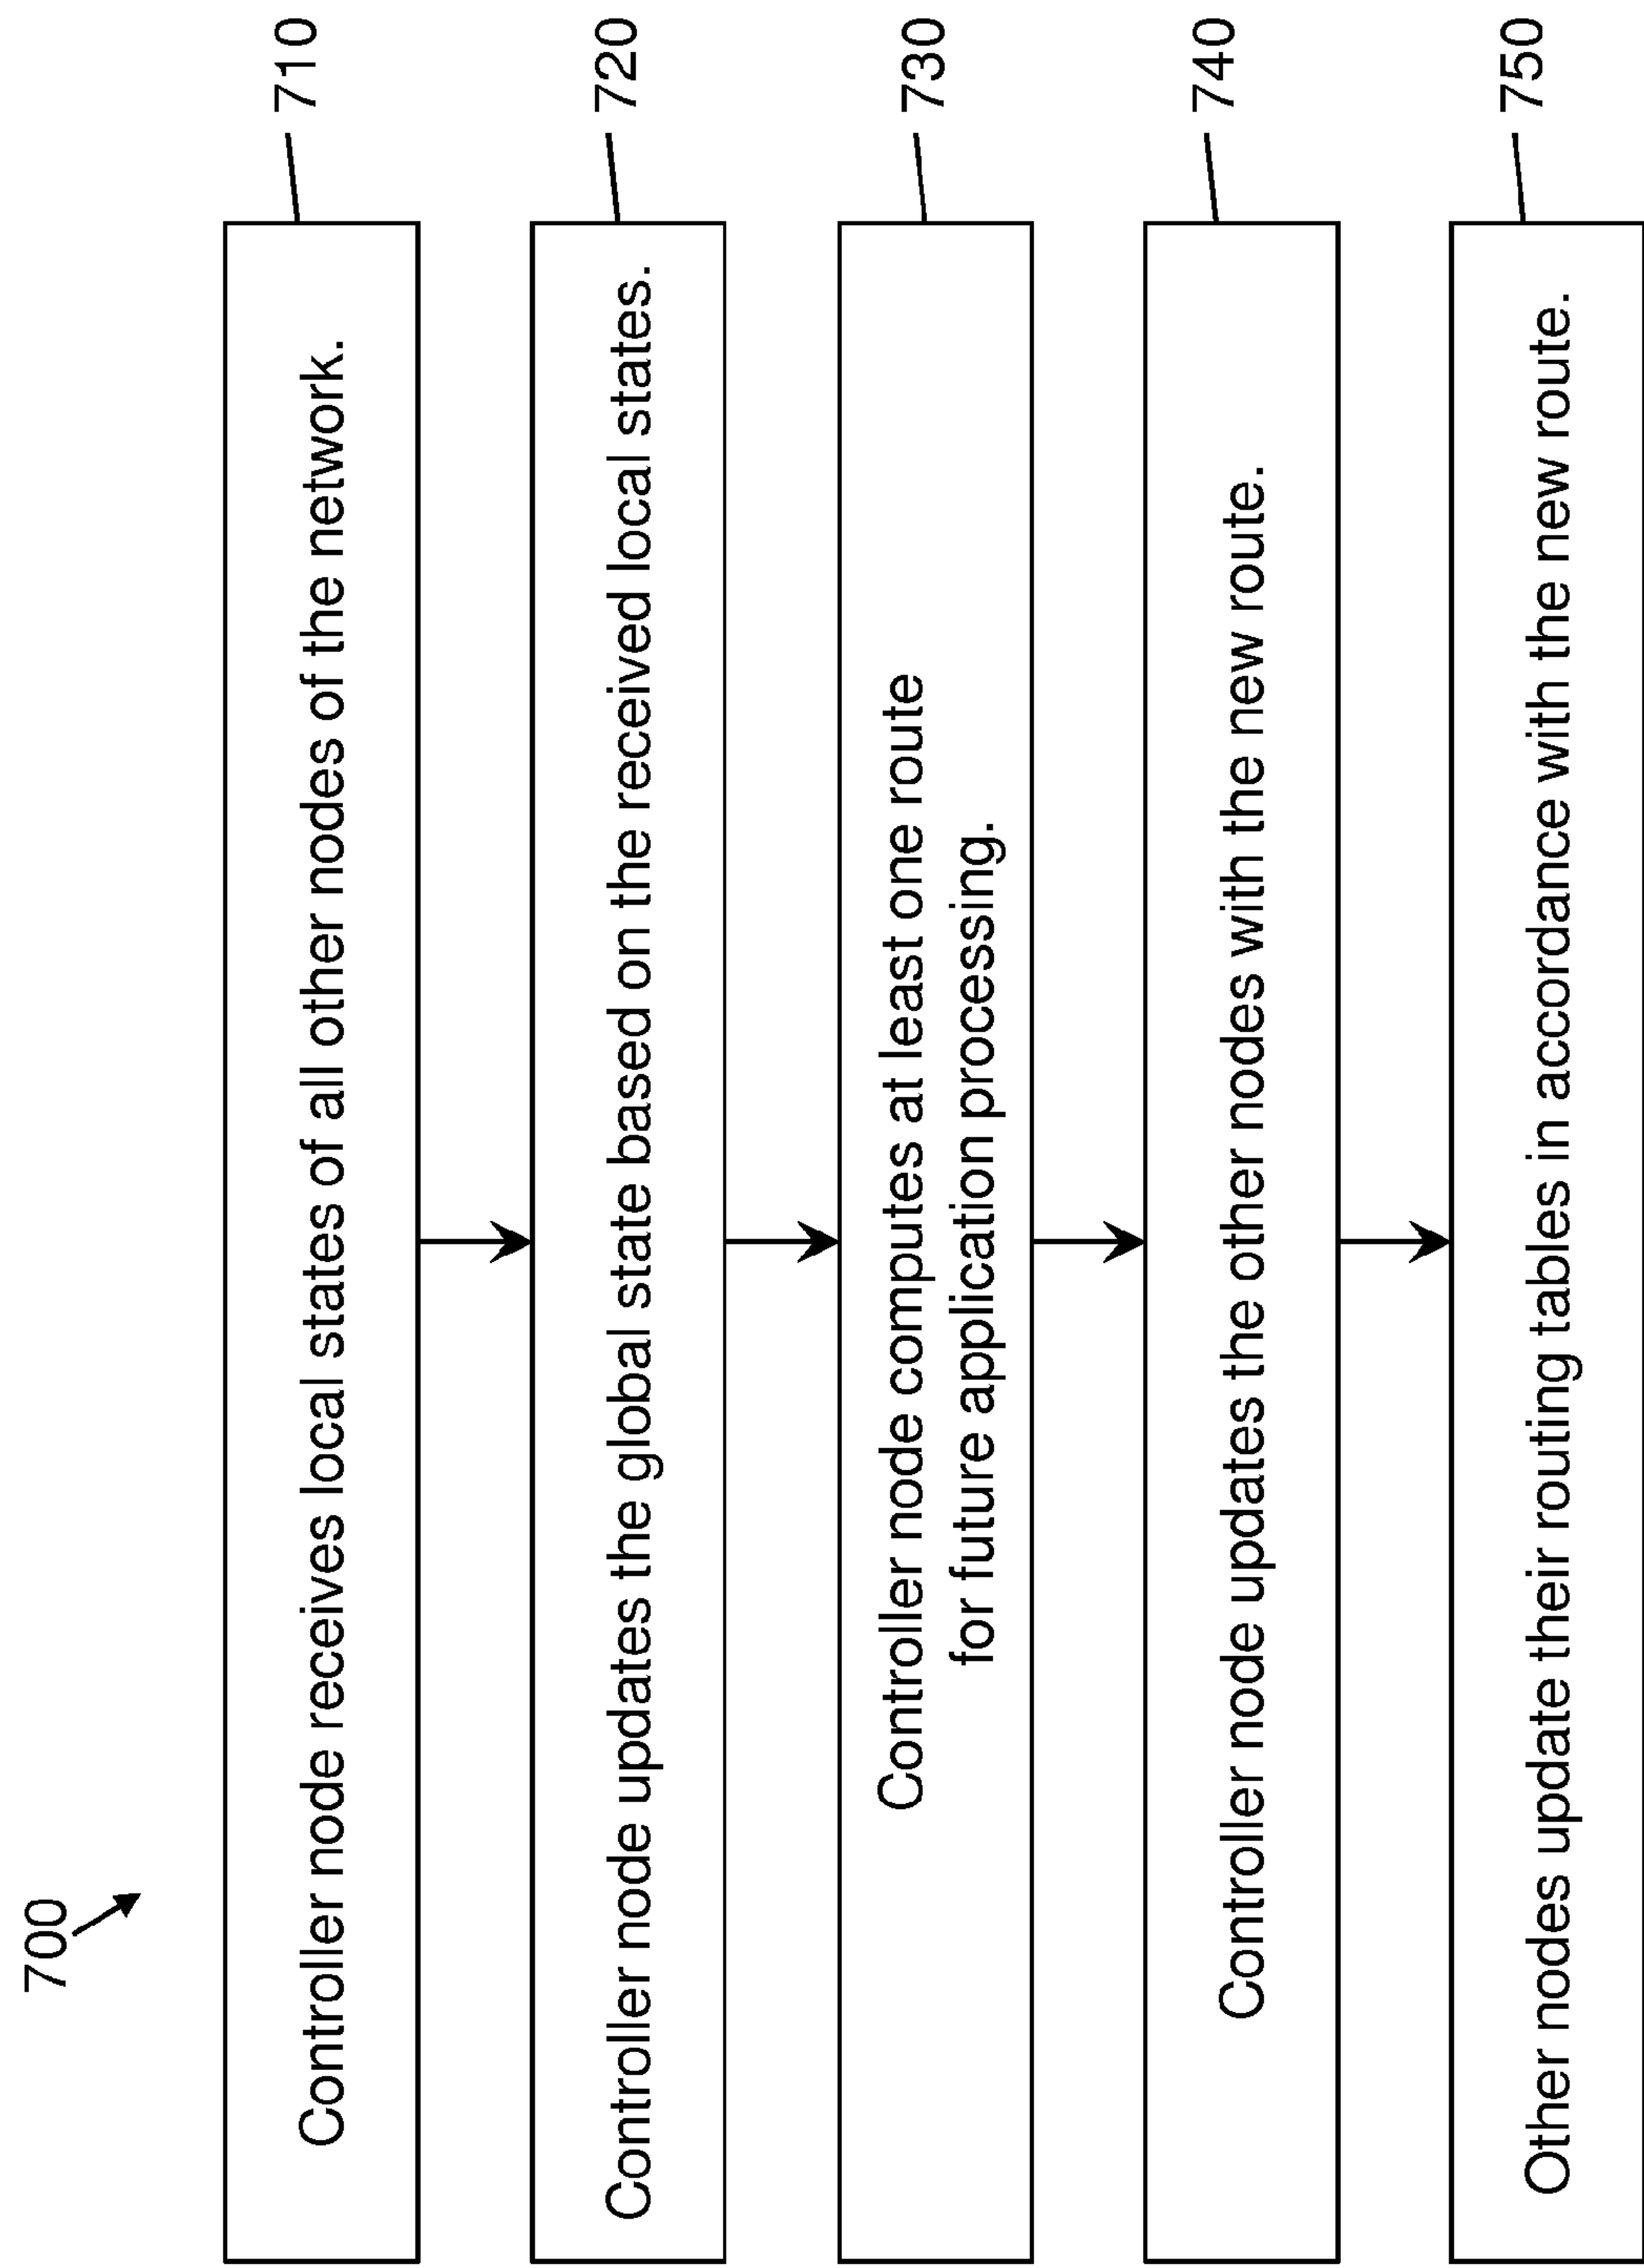 700
Controller node receives local states of all other nodes of the network.
710
Controller node updates the global state based on the received local states.
720
Controller node computes at least one route
for future application processing.
730
Controller node updates the other nodes with the new route.
740
Other nodes update their routing tables in accordance with the new route.
750